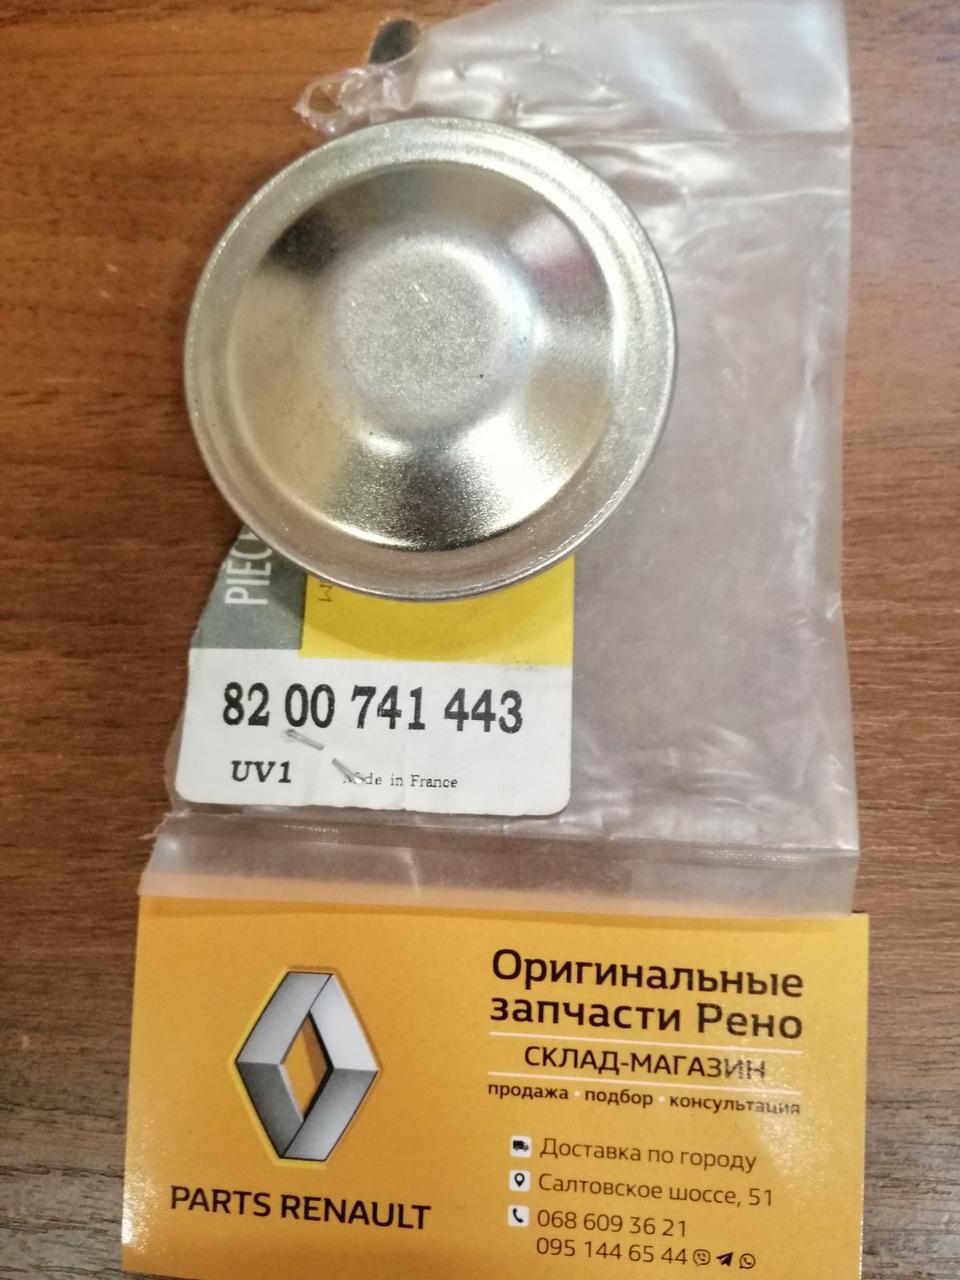 82 00 741 443
UV1
Made in France
Оригинальные
запчасти Рено
СКЛАД-МАГАЗИН
продажа • подбор • консультация
Доставка по городу
Салтовское шоссе, 51
068 609 36 21
095 144 65 44
PARTS RENAULT